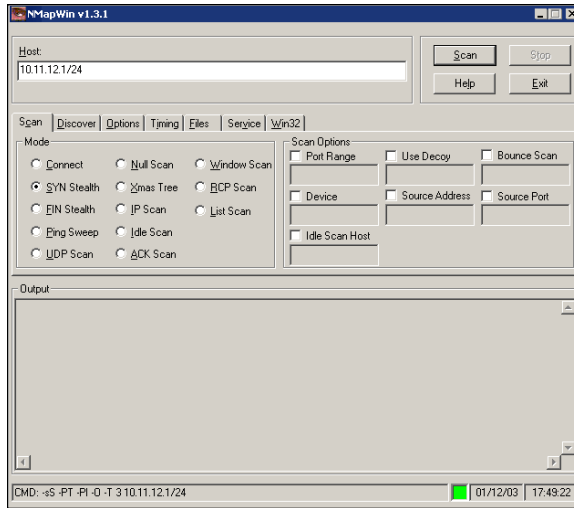 NMapWin v1.3.1
Host:
10.11.12.1/24
Scan Stop
Help Exit
Scan Discover Options Timing Files Service Win32
Mode
Connect Null Scan Window Scan
SYN Stealth Xmas Tree RCP Scan
FIN Stealth IP Scan List Scan
Ping Sweep Idle Scan
UDP Scan ACK Scan
Scan Options
Port Range Use Decoy Bounce Scan
Device Source Address Source Port
Idle Scan Host
Output
CMD: -sS -PT -PI -O -T 3 10.11.12.1/24 01/12/03 17:49:22